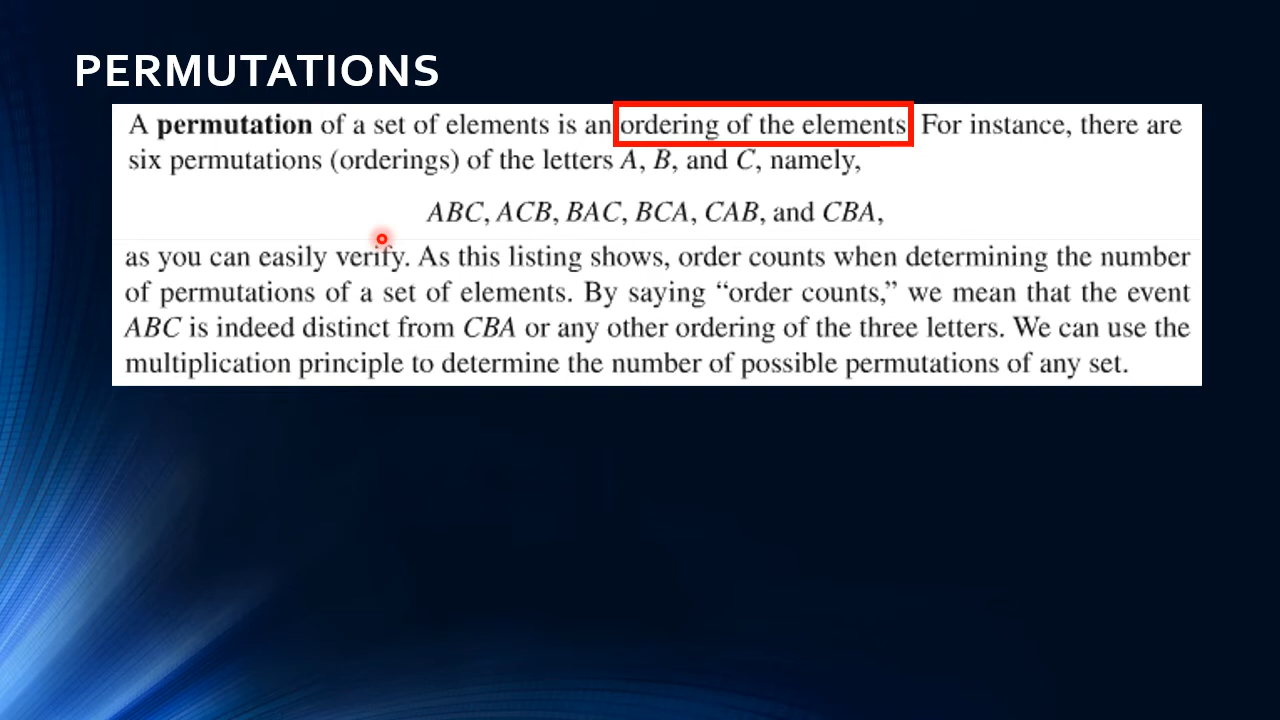 PERMUTATIONS
A permutation of a set of elements is an ordering of the elements. For instance, there are
six permutations (orderings) of the letters A, B, and C, namely,
ABC, ACB, BAC, BCA, CAB, and CBA,
as you can easily verify. As this listing shows, order counts when determining the number
of permutations of a set of elements. By saying “order counts,” we mean that the event
ABC is indeed distinct from CBA or any other ordering of the three letters. We can use the
multiplication principle to determine the number of possible permutations of any set.